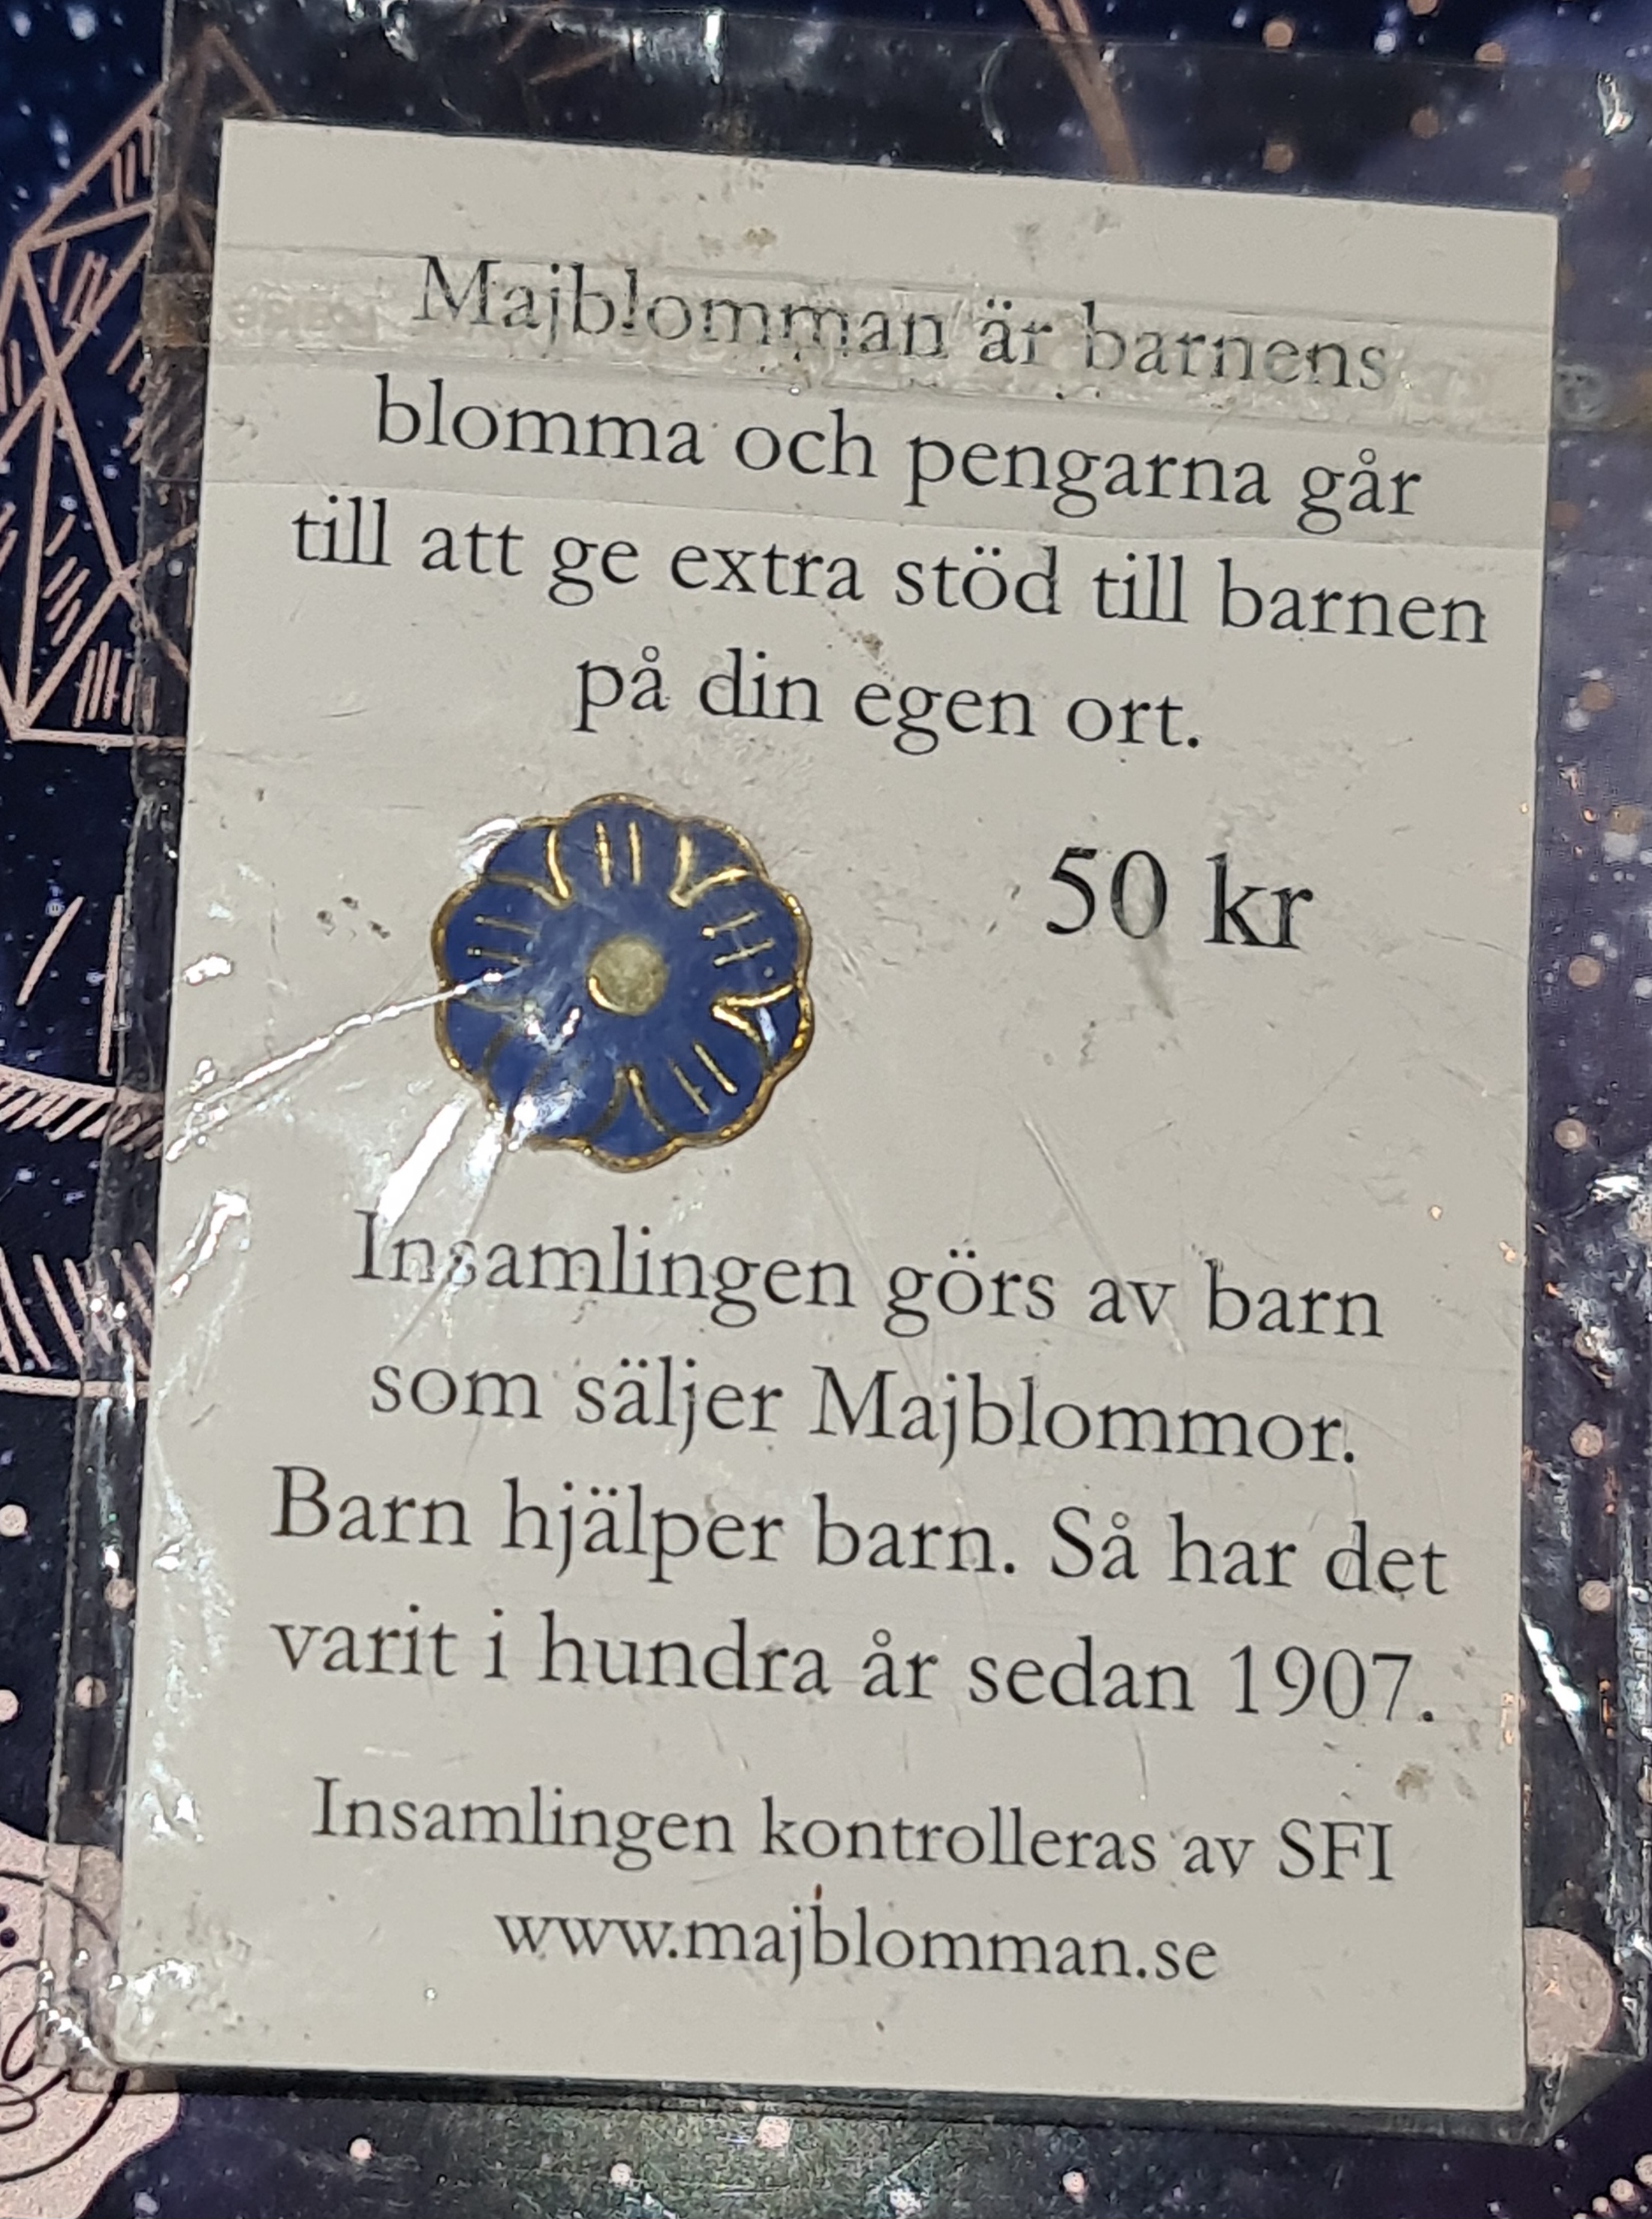 Majblomman är barnens
blomma och pengarna går
till att ge extra stöd till barnen
på din egen ort.
50 kr
Insamlingen görs av barn
som säljer Majblommor.
Barn hjälper barn. Så har det
varit i hundra år sedan 1907.
Insamlingen kontrolleras av SFI
www.majblomman.se